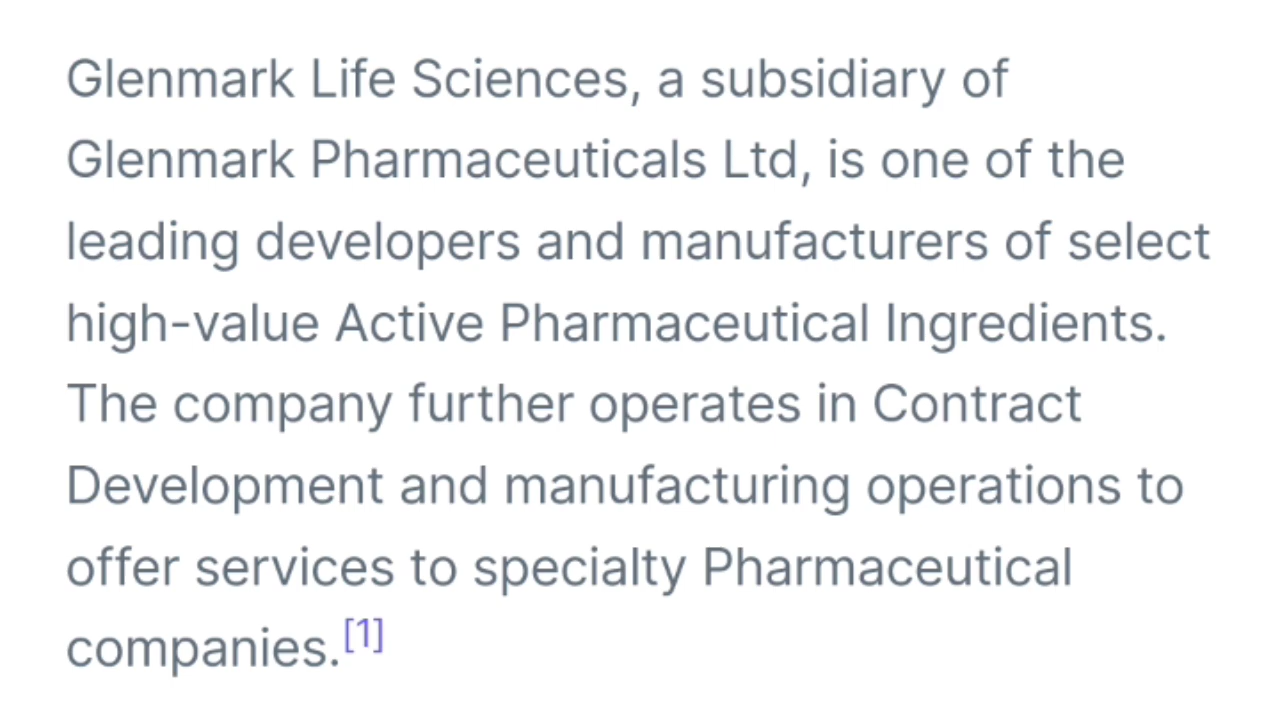 Glenmark Life Sciences, a subsidiary of
Glenmark Pharmaceuticals Ltd, is one of the
leading developers and manufacturers of select
high-value Active Pharmaceutical Ingredients.
The company further operates in Contract
Development and manufacturing operations to
offer services to specialty Pharmaceutical
companies.[1]